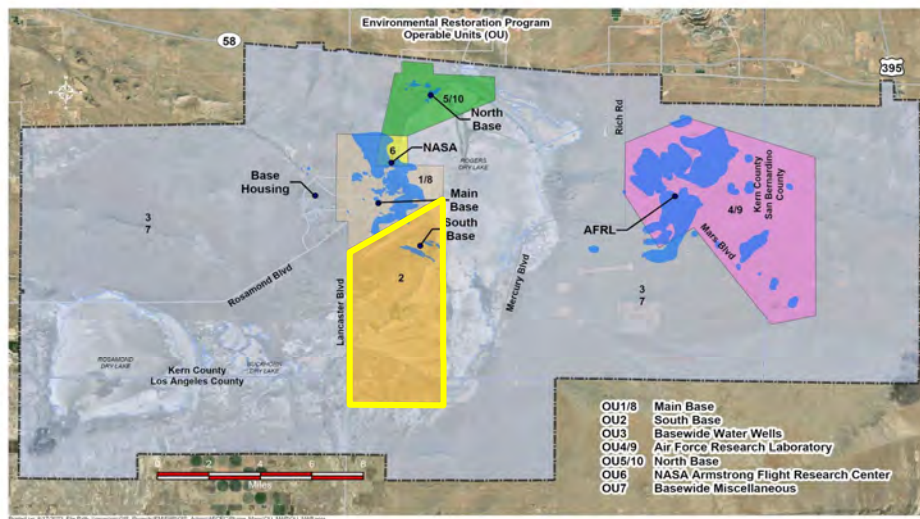 Environmental Restoration Program
Operable Units (OU)
58
395
5/10
North
Base
Rich Rd
6
NASA
ROGERS
DRY LAKE
1/8
Base
Housing
Main
Base
South
Base
Kern County
San Bernardino
County
4/9
AFRL
Mars Blvd
3
7
Rosamond Blvd
Lancaster Blvd
2
Mercury Blvd
3
7
ROSAMOND
DRY LAKE
Kern County
Los Angeles County
DRY LAKE
2
4
6
8
Miles
OU1/8 Main Base
OU2 South Base
OU3 Basewide Water Wells
OU4/9 Air Force Research Laboratory
OU5/10 North Base
OU6 NASA Armstrong Flight Research Center
OU7 Basewide Miscellaneous